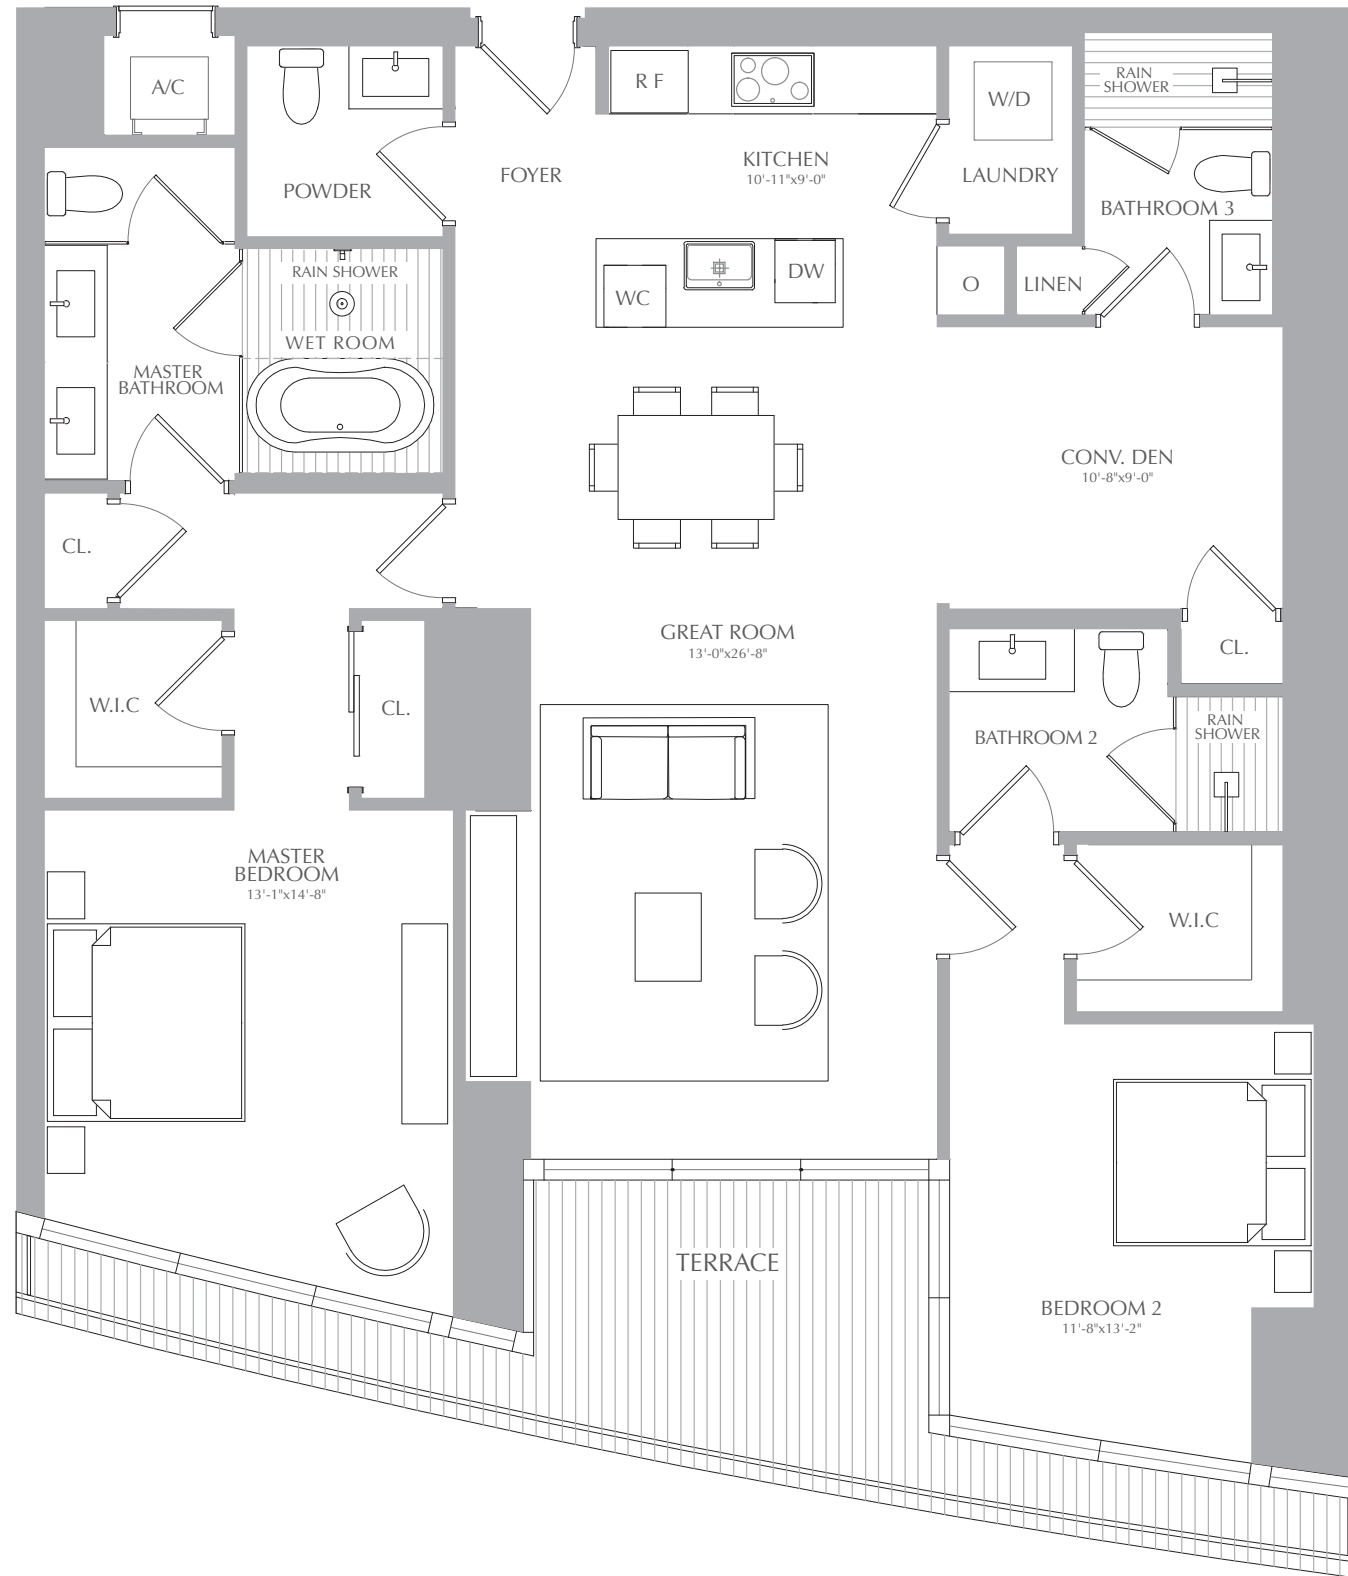 A/C
R F
RAIN
SHOWER
W/D
KITCHEN
10'-11"x9'-0"
FOYER
LAUNDRY
POWDER
BATHROOM 3
RAIN SHOWER
DW
WC
O
LINEN
WET ROOM
MASTER
BATHROOM
CONV. DEN
10'-8"x9'-0"
CL.
GREAT ROOM
13'-0"x26'-8"
CL.
W.I.C
CL.
RAIN
SHOWER
BATHROOM 2
MASTER
BEDROOM
13'-1"x14'-8"
W.I.C
TERRACE
BEDROOM 2
11'-8"x13'-2"